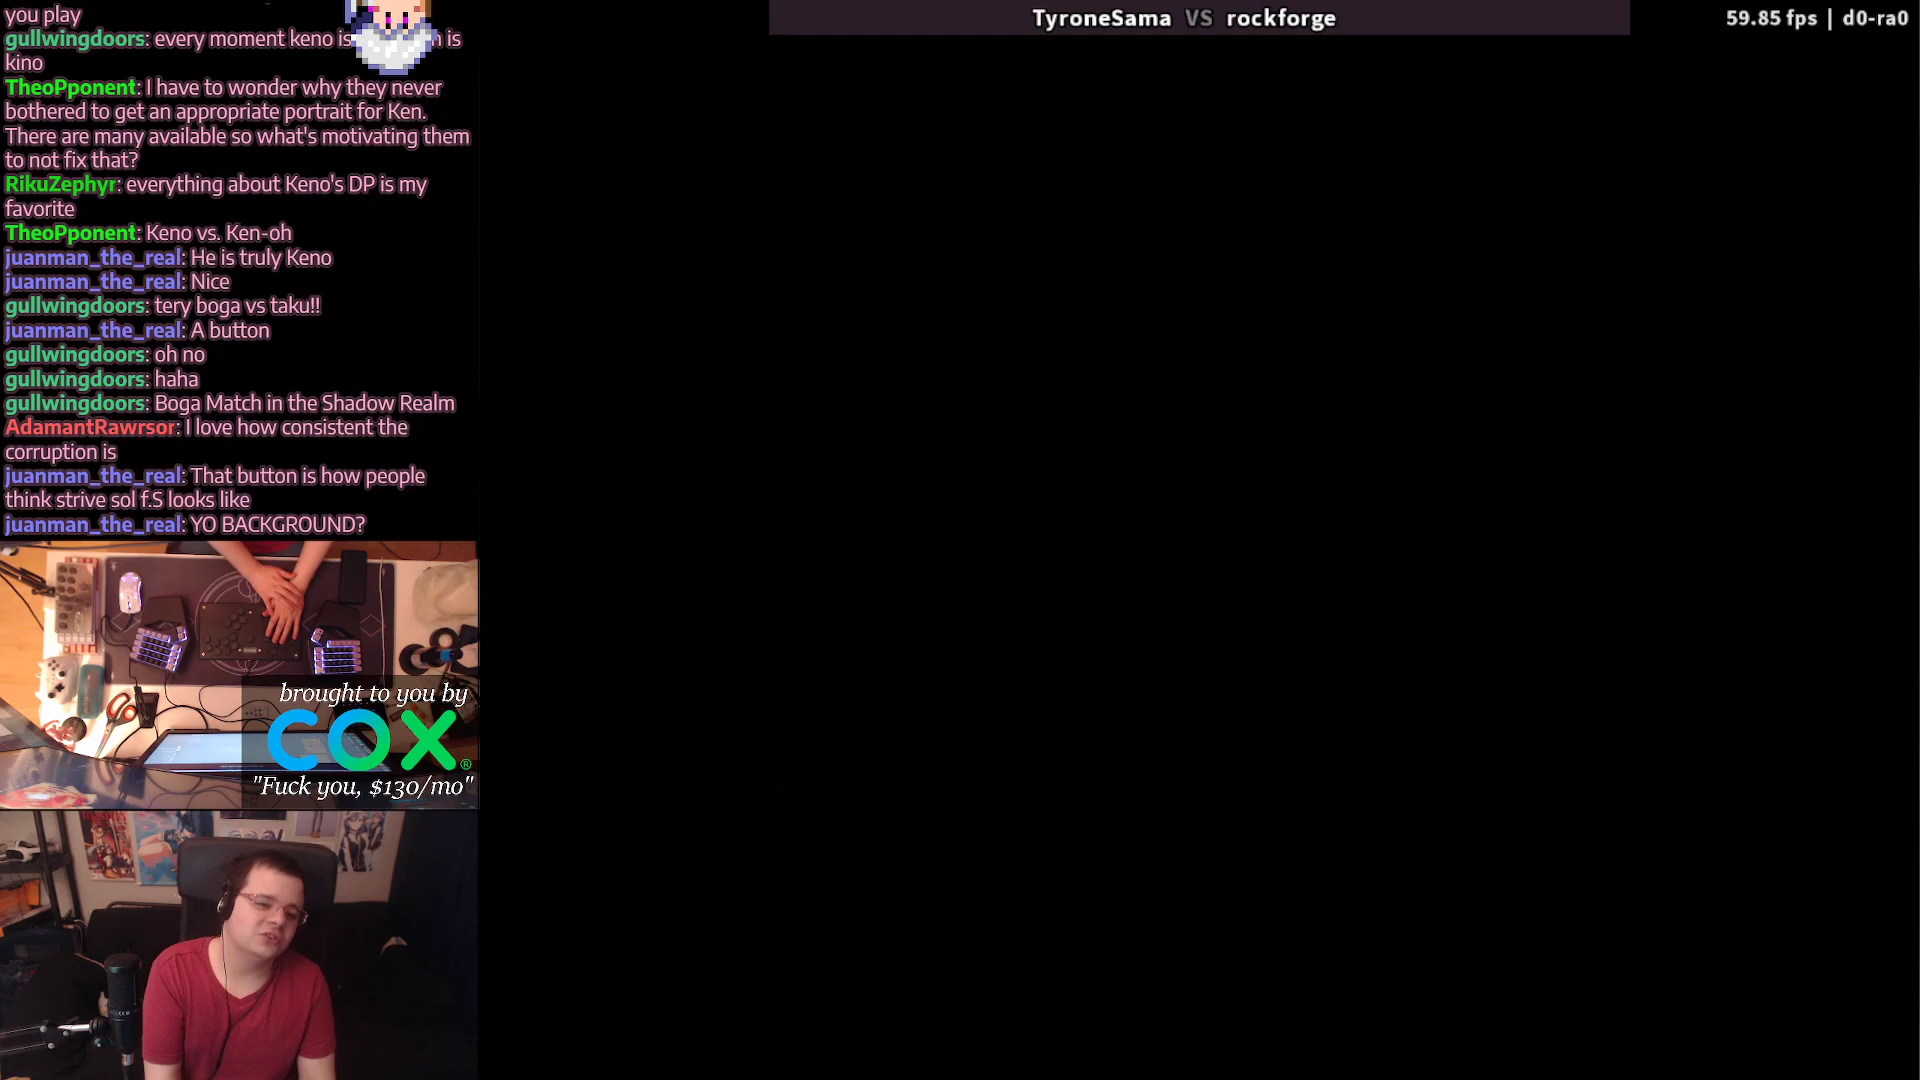 you play
gullwingdoors: every moment keno is
n is
kino
TheoPponent: I have to wonder why they never
bothered to get an appropriate portrait for Ken.
There are many available so what's motivating them
to not fix that?
RikuZephyr: everything about Keno's DP is my
favorite
TheoPponent: Keno vs. Ken-oh
juanman_the_real: He is truly Keno
juanman_the_real: Nice
gullwingdoors: tery boga vs taku!!
juanman_the_real: A button
gullwingdoors: oh no
gullwingdoors: haha
gullwingdoors: Boga Match in the Shadow Realm
AdamantRawrsor: I love how consistent the
corruption is
juanman_the_real: That button is how people
think strive sol f.S looks like
juanman_the_real: YO BACKGROUND?
TyroneSama VS rockforge
59.85 fps | d0-ra0
brought to you by
COX®
"Fuck you, $130/mo"